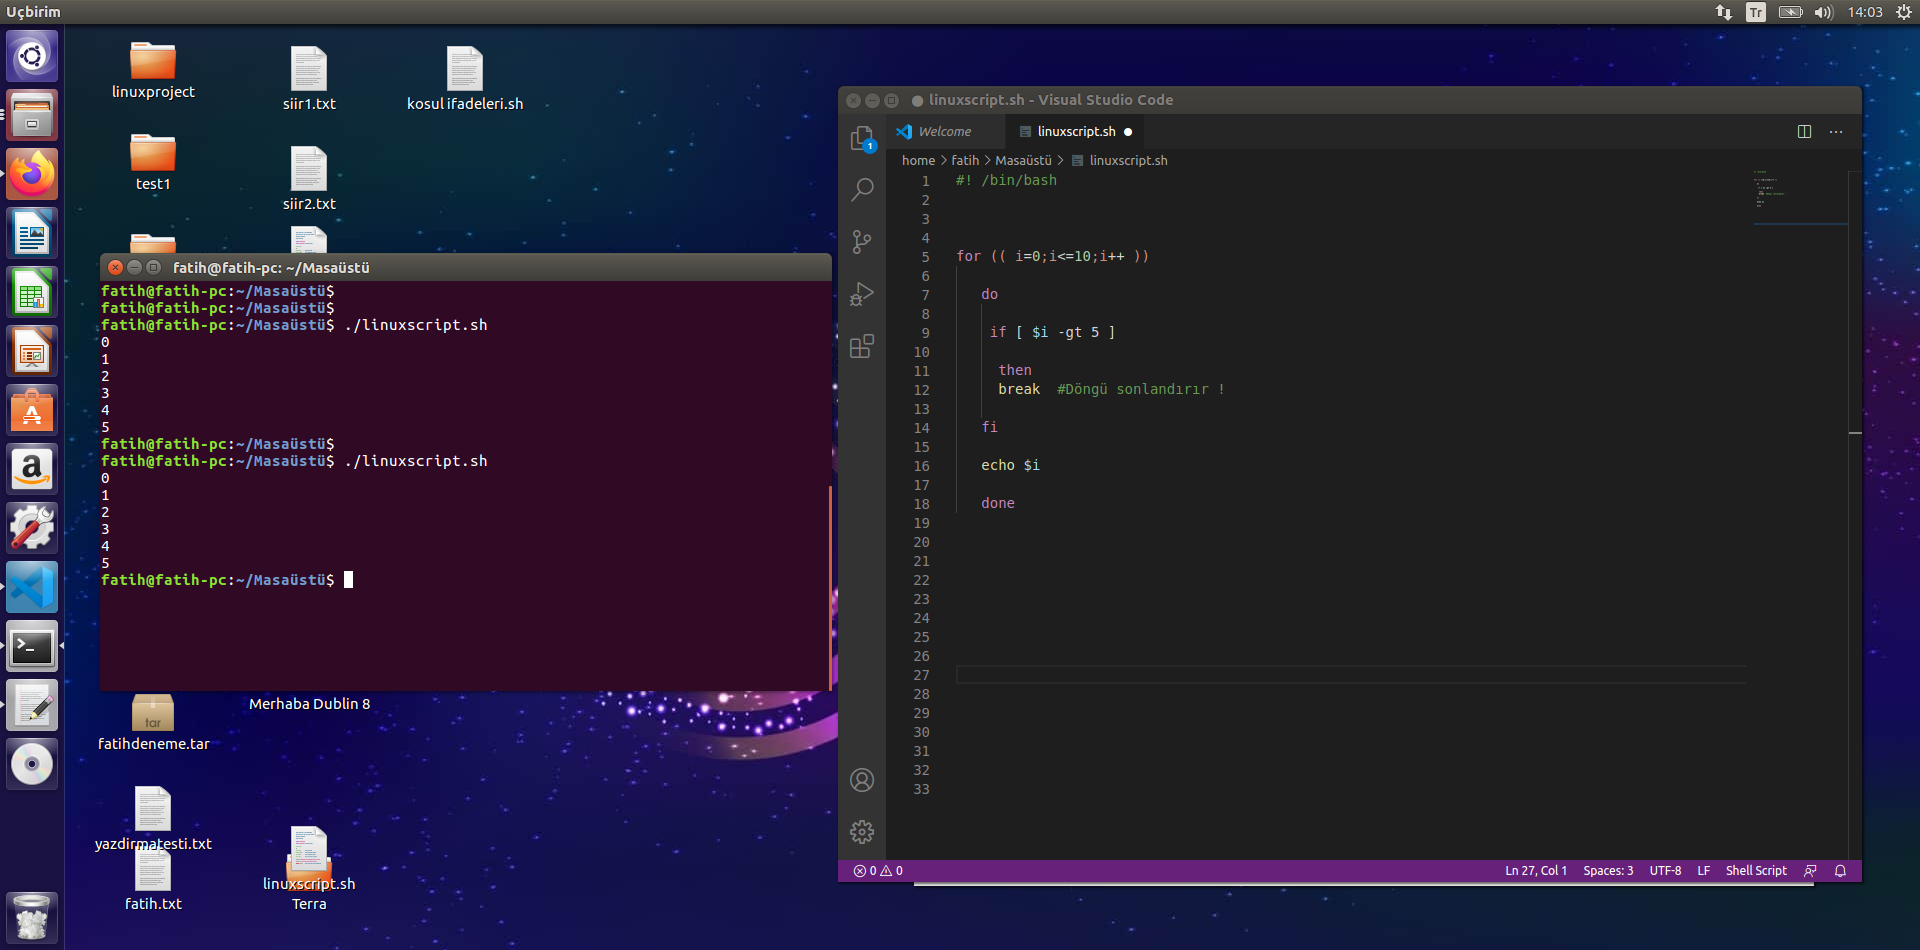 Uçbirim
Tr
14:03
linuxproject
siir1.txt
kosul ifadeleri.sh
test1
siir2.txt
fatih@fatih-pc: ~/Masaüstü
fatih@fatih-pc:~/Masaüstü$
fatih@fatih-pc:~/Masaüstü$
fatih@fatih-pc:~/Masaüstü$ ./linuxscript.sh
0
1
2
3
4
5
fatih@fatih-pc:~/Masaüstü$
fatih@fatih-pc:~/Masaüstü$ ./linuxscript.sh
0
1
2
3
4
5
fatih@fatih-pc:~/Masaüstü$
tar
fatihdeneme.tar
Merhaba Dublin 8
yazdirmatesti.txt
fatih.txt
linuxscript.sh
Terra
● linuxscript.sh - Visual Studio Code
1
Welcome
linuxscript.sh ●
home > fatih > Masaüstü > linuxscript.sh
1 #! /bin/bash
2
3
4
5 for (( i=0;i<=10;i++ ))
6
7 do
8
9 if [ $i -gt 5 ]
10
11 then
12 break  #Döngü sonlandırır !
13
14 fi
15
16 echo $i
17
18 done
19
20
21
22
23
24
25
26
27
28
29
30
31
32
33
0 0
Ln 27, Col 1 Spaces: 3 UTF-8 LF Shell Script